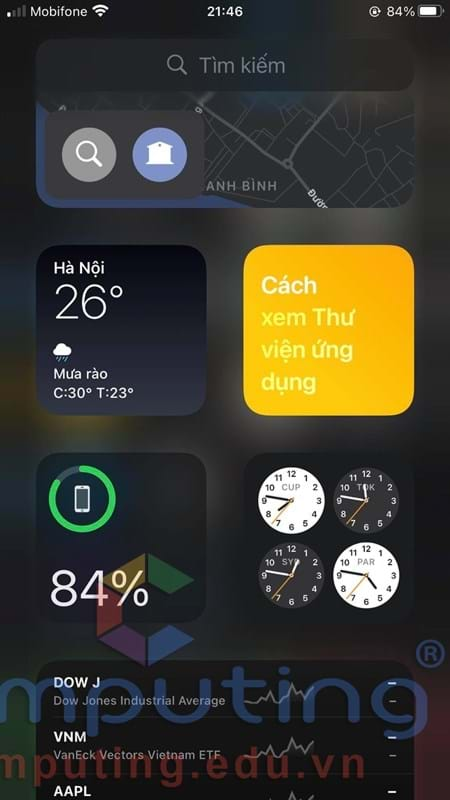 Mobifone
21:46
84%
Tìm kiếm
ANH BÌNH
Đườ
Hà Nội
26°
Mưa rào
C:30° T:23°
Cách
xem Thư
viện ứng
dụng
84%
CUP
TOK
SYD
PAR
DOW J
Dow Jones Industrial Average
–
–
VNM
VanEck Vectors Vietnam ETF
–
–
AAPL
–
mputing®
mputing.edu.vn